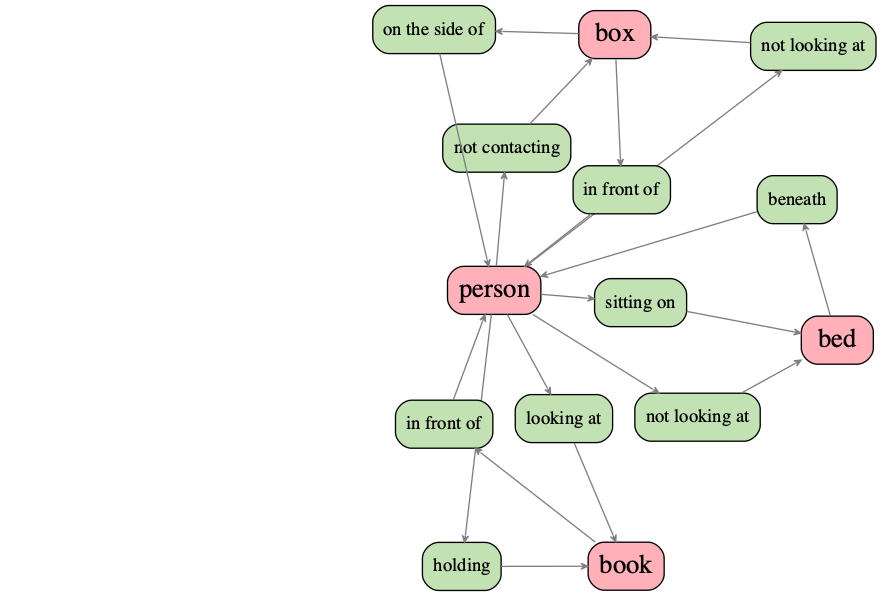 on the side of
box
not looking at
not contacting
in front of
beneath
person
sitting on
bed
in front of
looking at
not looking at
holding
book